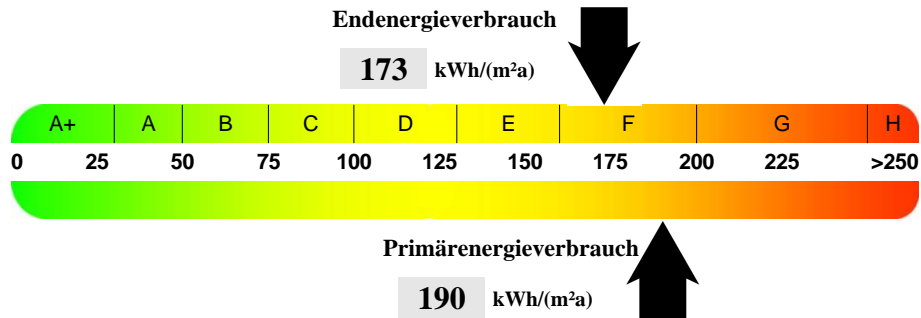 Endenergieverbrauch
173 kWh/(m²a)
A+ A B C D E F G H
0 25 50 75 100 125 150 175 200 225 >250
Primärenergieverbrauch
190 kWh/(m²a)